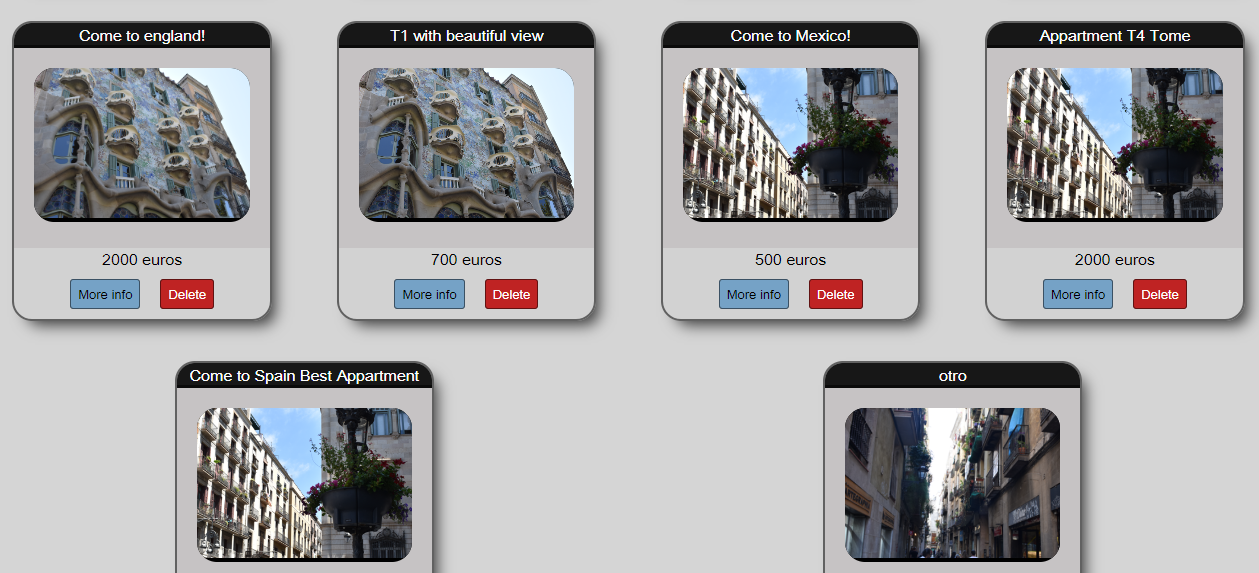 Come to england!
T1 with beautiful view
Come to Mexico!
Appartment T4 Tome
2000 euros
700 euros
500 euros
2000 euros
More info Delete
More info Delete
More info Delete
More info Delete
Come to Spain Best Appartment
otro